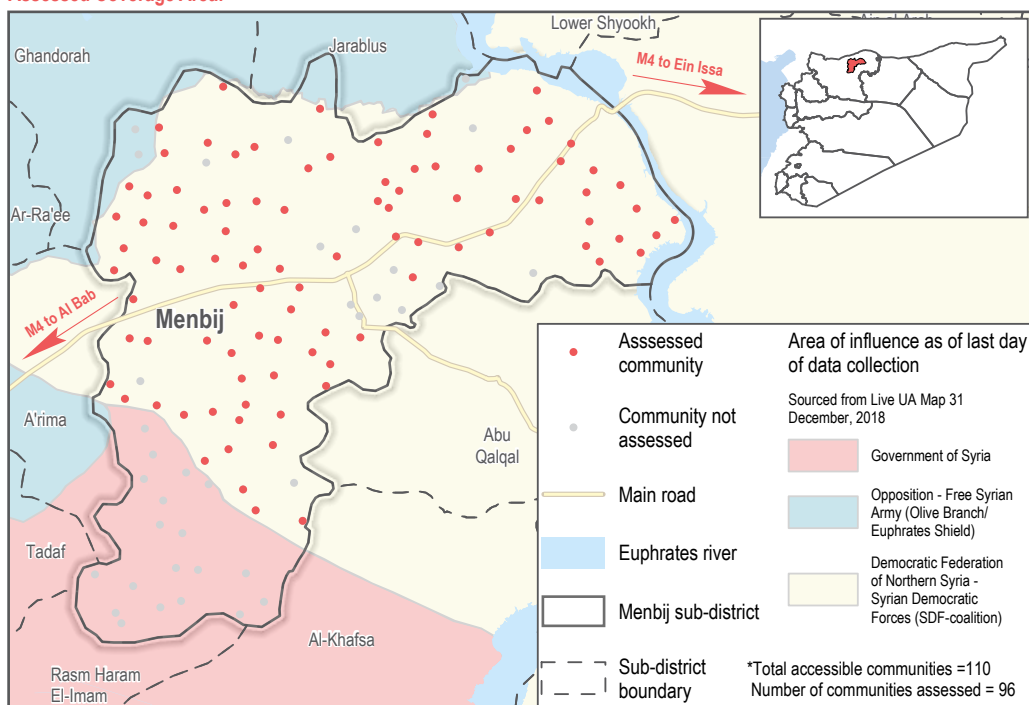 Assessed Coverage Area:
Ghandorah
Jarablus
Lower Shyookh
M4 to Ein Issa
Ar-Ra'ee
M4 to Al Bab
Menbij
A'rima
Abu
Qalqal
Tadaf
Al-Khafsa
Rasm Haram
El-Imam
Asssessed
community
Community not
assessed
Main road
Euphrates river
Menbij sub-district
Sub-district
boundary
Area of influence as of last day
of data collection
Sourced from Live UA Map 31
December, 2018
Government of Syria
Opposition - Free Syrian
Army (Olive Branch/
Euphrates Shield)
Democratic Federation
of Northern Syria -
Syrian Democratic
Forces (SDF-coalition)
*Total accessible communities =110
Number of communities assessed = 96